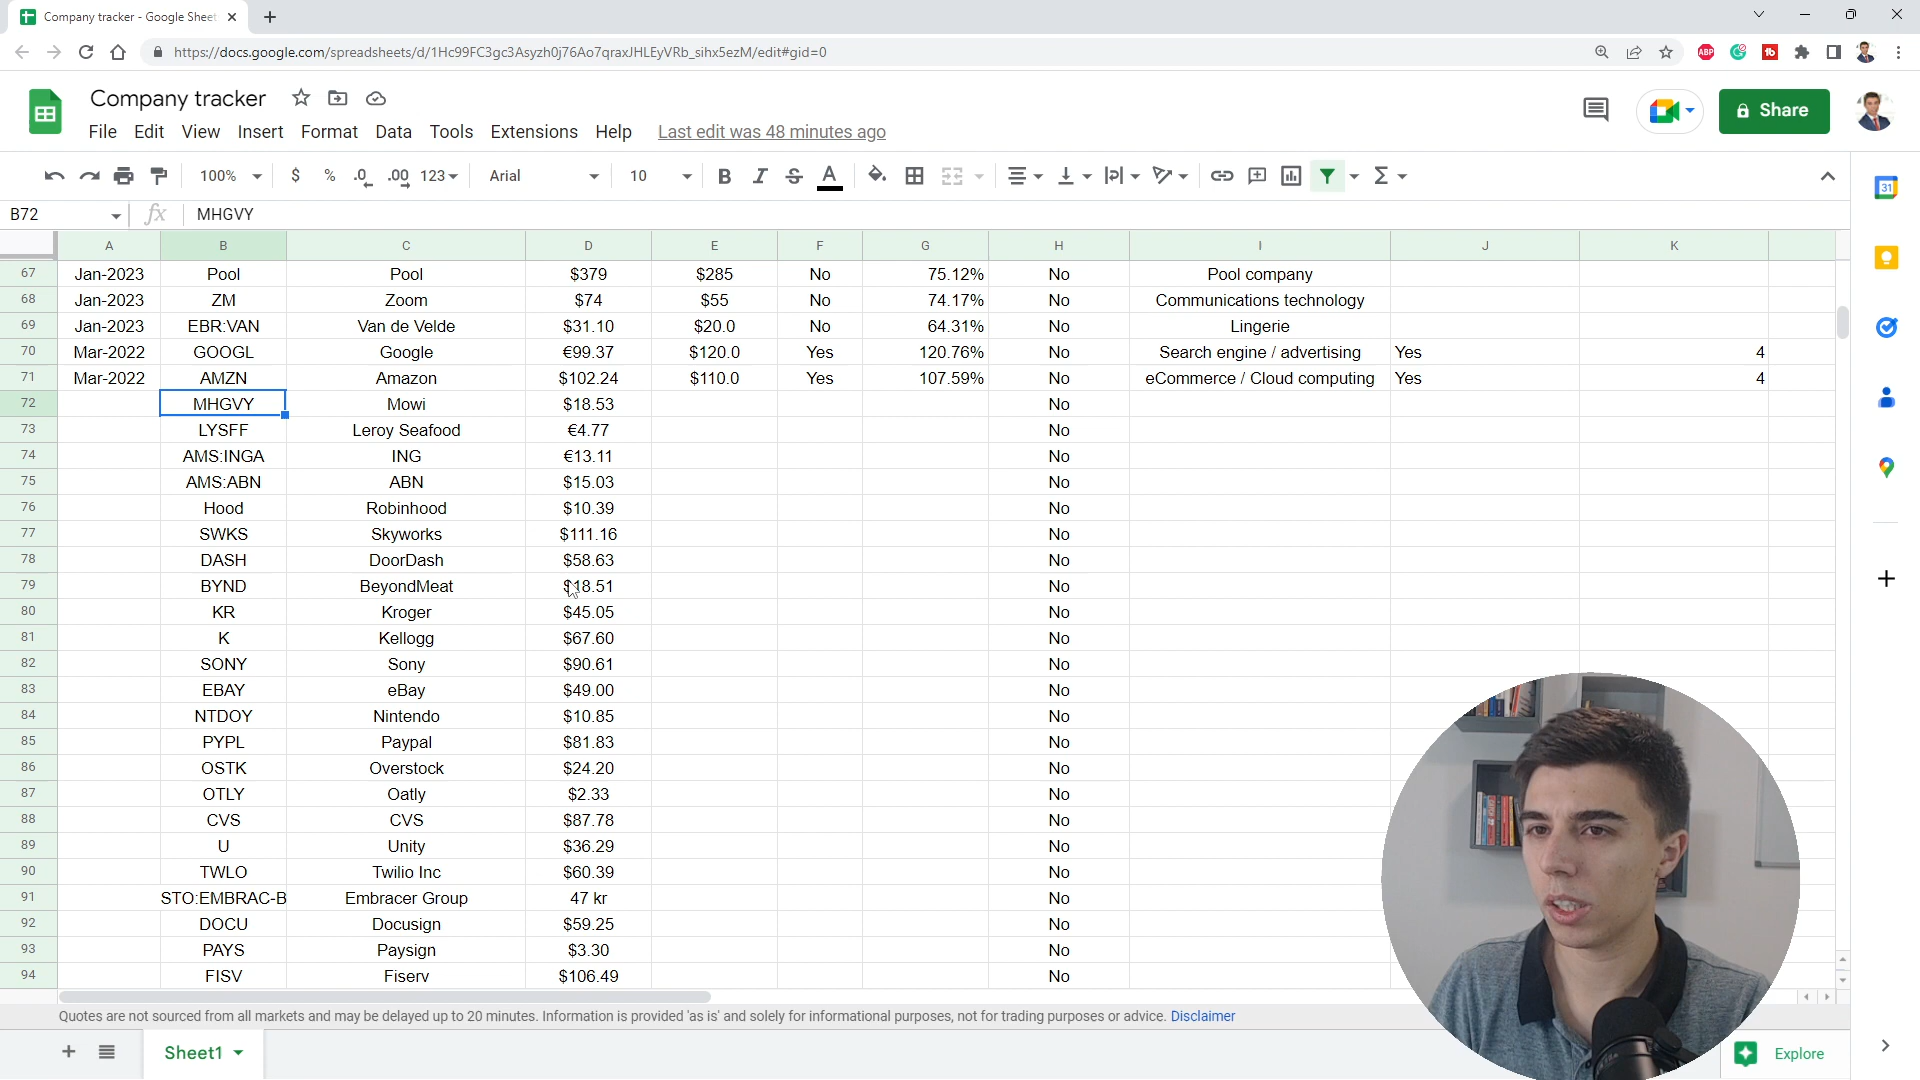 Company tracker - Google Sheet
https://docs.google.com/spreadsheets/d/1Hc99FC3gc3Asyzh0j76Ao7qraxJHLEyVRb_sihx5ezM/edit#gid=0
ABP
Company tracker
File Edit View Insert Format Data Tools Extensions Help Last edit was 48 minutes ago
Share
100% $ % .0 .00 123 Arial 10 B I S A Σ
31
B72 fx MHGVY
A B C D E F G H I J K
67 Jan-2023 Pool Pool $379 $285 No 75.12% No Pool company
68 Jan-2023 ZM Zoom $74 $55 No 74.17% No Communications technology
69 Jan-2023 EBR:VAN Van de Velde $31.10 $20.0 No 64.31% No Lingerie
70 Mar-2022 GOOGL Google €99.37 $120.0 Yes 120.76% No Search engine / advertising Yes 4
71 Mar-2022 AMZN Amazon $102.24 $110.0 Yes 107.59% No eCommerce / Cloud computing Yes 4
72 MHGVY Mowi $18.53 No
73 LYSFF Leroy Seafood €4.77 No
74 AMS:INGA ING €13.11 No
75 AMS:ABN ABN $15.03 No
76 Hood Robinhood $10.39 No
77 SWKS Skyworks $111.16 No
78 DASH DoorDash $58.63 No
79 BYND BeyondMeat $18.51 No
80 KR Kroger $45.05 No
81 K Kellogg $67.60 No
82 SONY Sony $90.61 No
83 EBAY eBay $49.00 No
84 NTDOY Nintendo $10.85 No
85 PYPL Paypal $81.83 No
86 OSTK Overstock $24.20 No
87 OTLY Oatly $2.33 No
88 CVS CVS $87.78 No
89 U Unity $36.29 No
90 TWLO Twilio Inc $60.39 No
91 STO:EMBRAC-B Embracer Group 47 kr No
92 DOCU Docusign $59.25 No
93 PAYS Paysign $3.30 No
94 FISV Fiserv $106.49 No
Quotes are not sourced from all markets and may be delayed up to 20 minutes. Information is provided 'as is' and solely for informational purposes, not for trading purposes or advice. Disclaimer
Sheet1
Explore